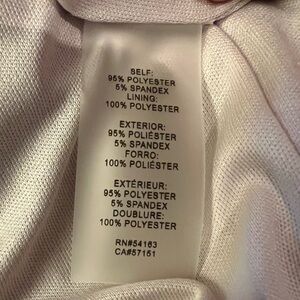 SELF:
95% POLYESTER
5% SPANDEX
LINING:
100% POLYESTER
EXTERIOR:
95% POLIÉSTER
5% SPANDEX
FORRO:
100% POLIÉSTER
EXTÉRIEUR:
95% POLYESTER
5% SPANDEX
DOUBLURE:
100% POLYESTER
RN#54163
CA#57151